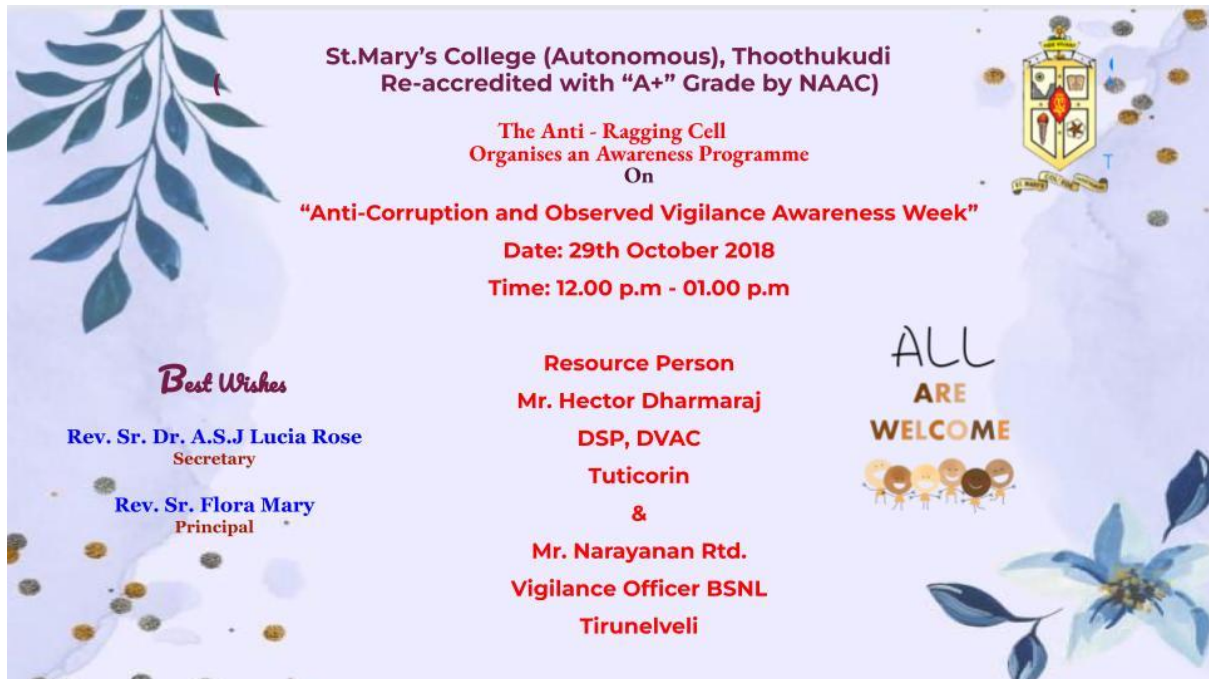 St.Mary’s College (Autonomous), Thoothukudi
( Re-accredited with “A+” Grade by NAAC)
The Anti - Ragging Cell
Organises an Awareness Programme
On
“Anti-Corruption and Observed Vigilance Awareness Week”
Date: 29th October 2018
Time: 12.00 p.m - 01.00 p.m
Best Wishes
Rev. Sr. Dr. A.S.J Lucia Rose
Secretary
Rev. Sr. Flora Mary
Principal
Resource Person
Mr. Hector Dharmaraj
DSP, DVAC
Tuticorin
&
Mr. Narayanan Rtd.
Vigilance Officer BSNL
Tirunelveli
ALL
ARE
WELCOME
ST. MARY'S COLLEGE
T